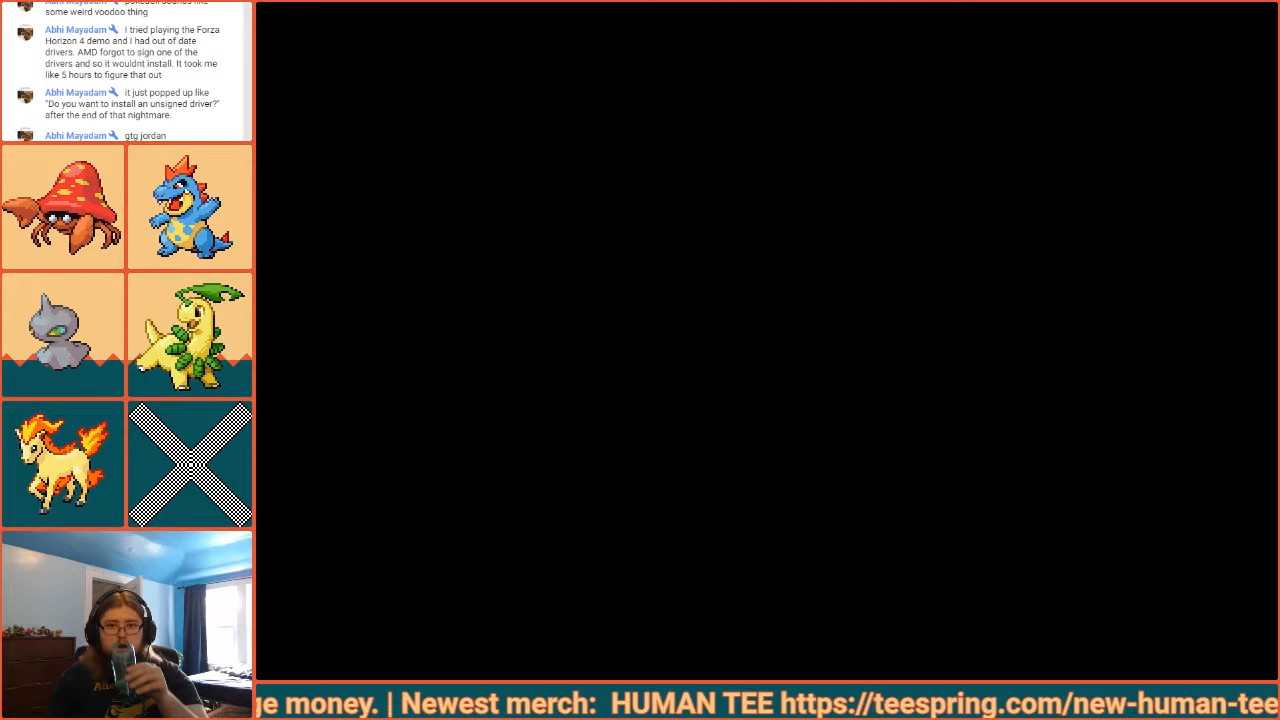 some weird voodoo thing
Abhi Mayadam I tried playing the Forza
Horizon 4 demo and I had out of date
drivers. AMD forgot to sign one of the
drivers and so it wouldnt install. It took me
like 5 hours to figure that out
Abhi Mayadam it just popped up like
"Do you want to install an unsigned driver?"
after the end of that nightmare.
Abhi Mayadam gtg jordan
ge money. | Newest merch: HUMAN TEE https://teespring.com/new-human-tee